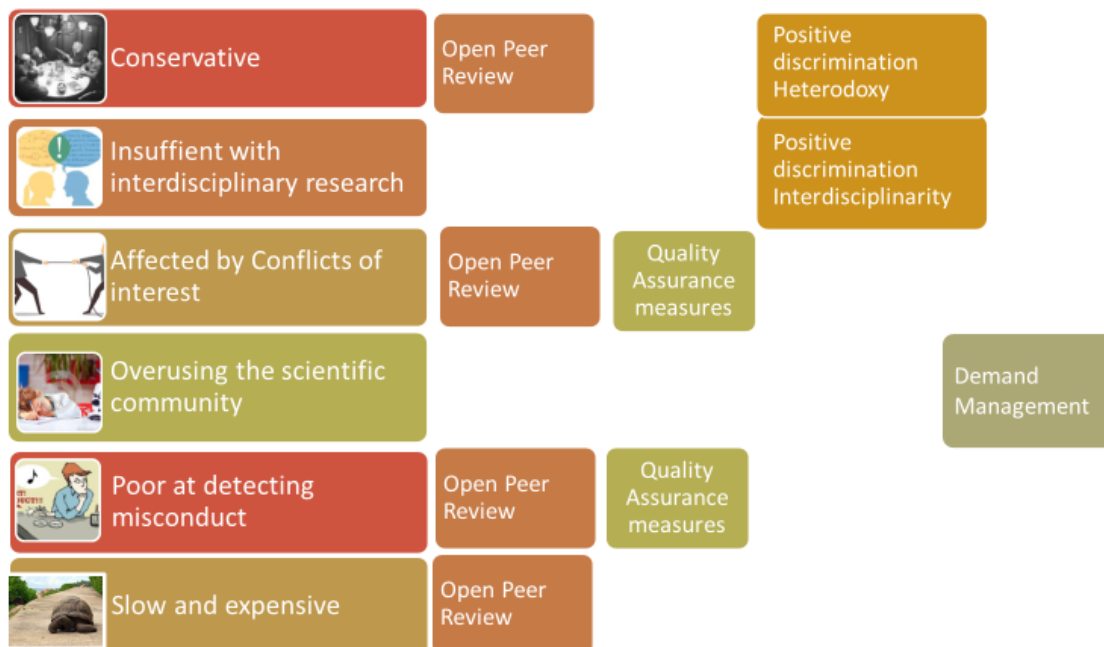 Conservative
Open Peer
Review
Positive
discrimination
Heterodoxy
Insuffient with
interdisciplinary research
Positive
discrimination
Interdisciplinarity
!
Affected by Conflicts of
interest
Open Peer
Review
Quality
Assurance
measures
Overusing the scientific
community
Demand
Management
Poor at detecting
misconduct
Open Peer
Review
Quality
Assurance
measures
Slow and expensive
Open Peer
Review